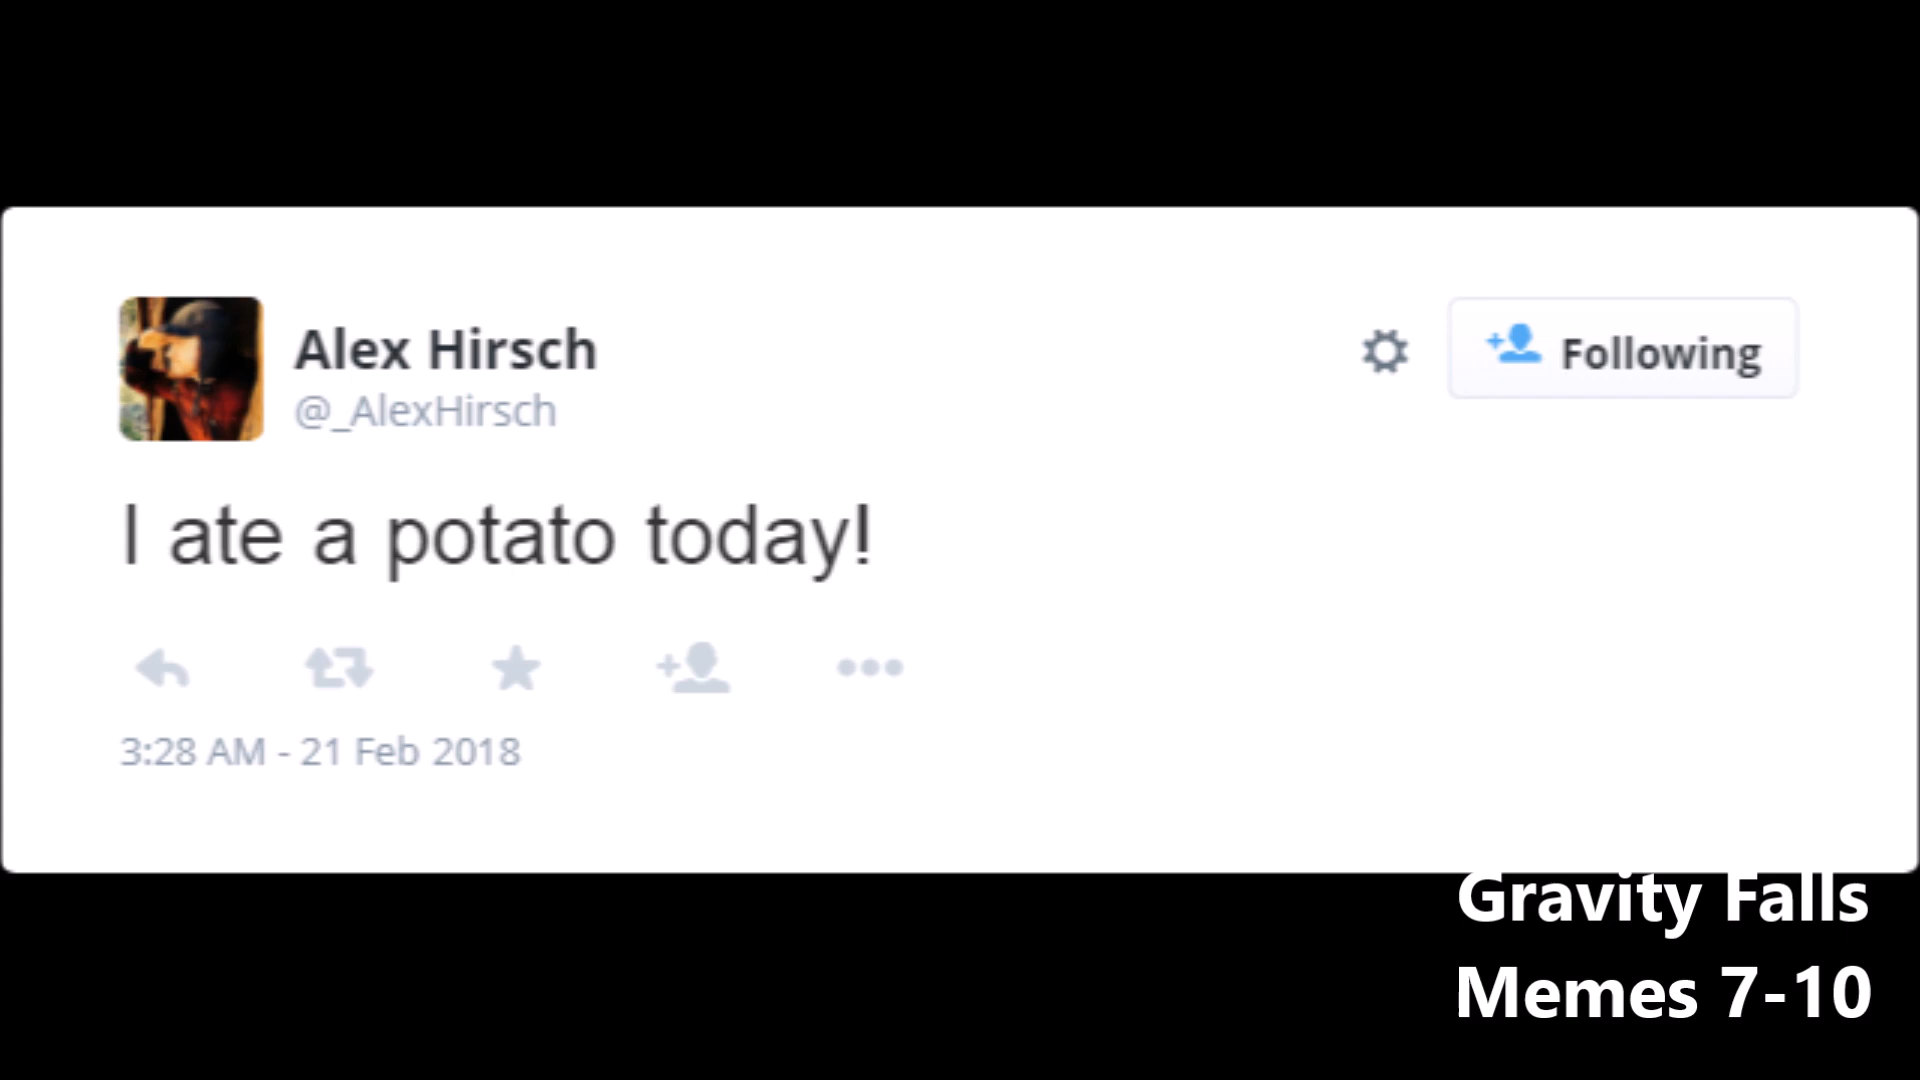 Alex Hirsch
@_AlexHirsch
Following
I ate a potato today!
3:28 AM - 21 Feb 2018
Gravity Falls
Memes 7-10